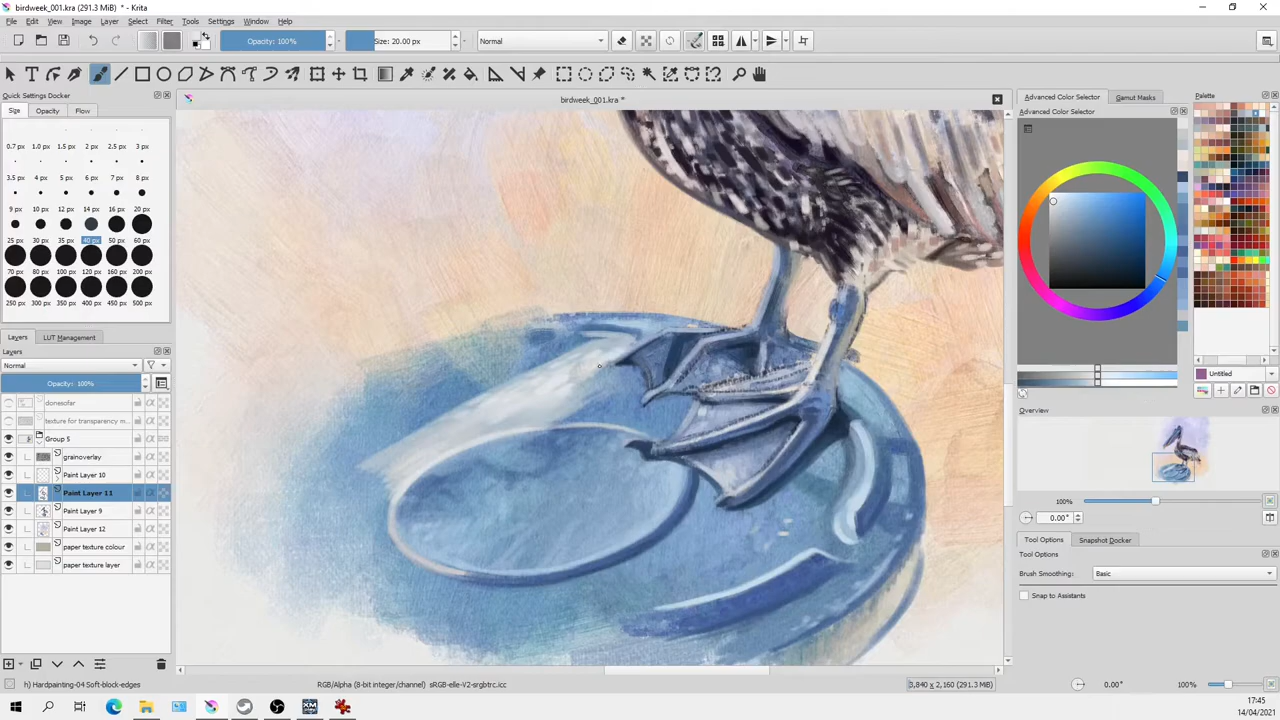 birdweek_001.kra (291.3 MiB) * - Krita
File Edit View Image Layer Select Filter Tools Settings Window Help
Opacity: 100% Size: 20.00 px Normal
birdweek_001.kra *
Quick Settings Docker
Size Opacity Flow
0.7 px 1.0 px 1.5 px 2 px 2.5 px 3 px
3.5 px 4 px 5 px 6 px 7 px 8 px
9 px 10 px 12 px 14 px 16 px 20 px
25 px 30 px 35 px 40 px 50 px 60 px
70 px 80 px 100 px 120 px 160 px 200 px
250 px 300 px 350 px 400 px 450 px 500 px
Layers LUT Management
Layers
Normal
Opacity: 100%
donesofar
texture for transparency m...
Group 5
grainoverlay
Paint Layer 10
Paint Layer 11
Paint Layer 9
Paint Layer 12
paper texture colour
paper texture layer
Advanced Color Selector Gamut Masks
Advanced Color Selector
Palette
Untitled
Overview
100%
0.00°
Tool Options Snapshot Docker
Tool Options
Brush Smoothing: Basic
Snap to Assistants
h) Hardpainting-04 Soft-block-edges
RGB/Alpha (8-bit integer/channel) sRGB-elle-V2-srgbtrc.icc
3,840 x 2,160 (291.3 MiB)
0.00°
100%
17:45
14/04/2021